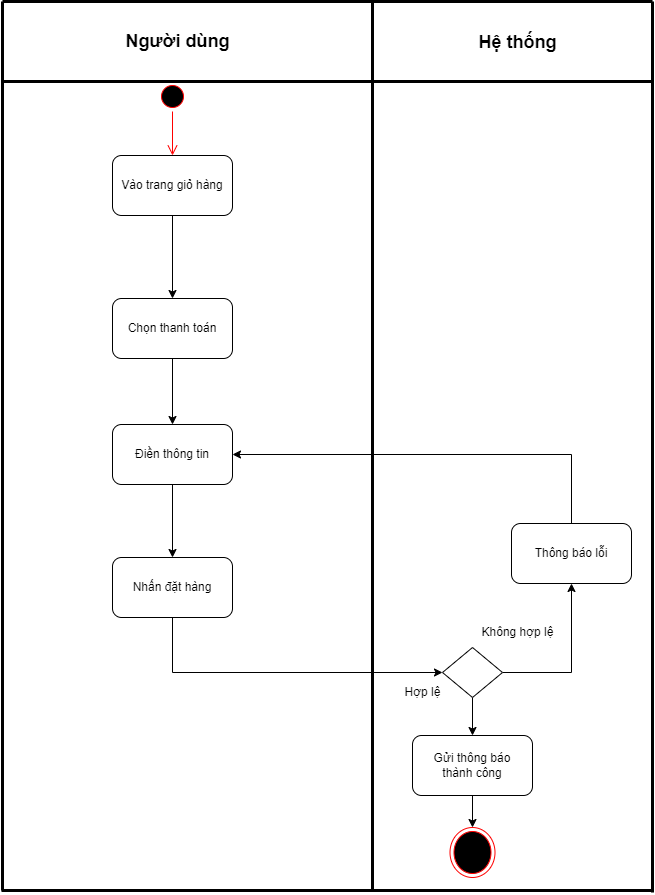 Người dùng
Hệ thống
Vào trang giỏ hàng
Chọn thanh toán
Điền thông tin
Thông báo lỗi
Nhấn đặt hàng
Không hợp lệ
Hợp lệ
Gửi thông báo
thành công